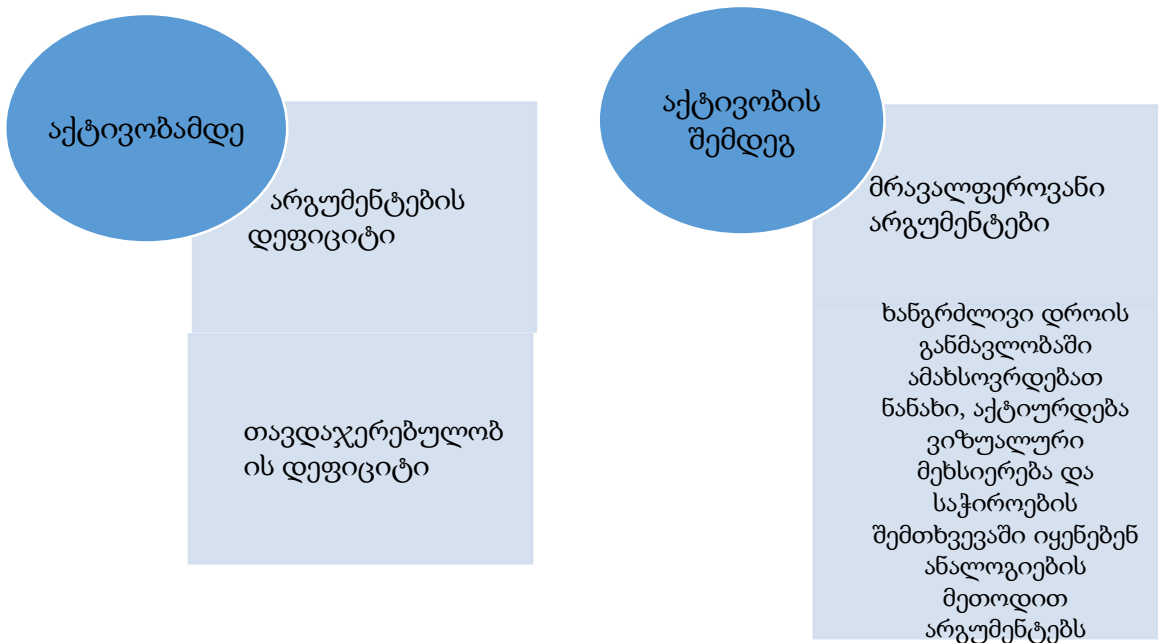 აქტივობამდე
არგუმენტების
დეფიციტი
თავდაჯერებულობ
ის დეფიციტი
აქტივობის
შემდეგ
მრავალფეროვანი
არგუმენტები
ხანგრძლივი დროის
განმავლობაში
ამახსოვრდებათ
ნანახი, აქტიურდება
ვიზუალური
მეხსიერება და
საჭიროების
შემთხვევაში იყენებენ
ანალოგიების
მეთოდით
არგუმენტებს